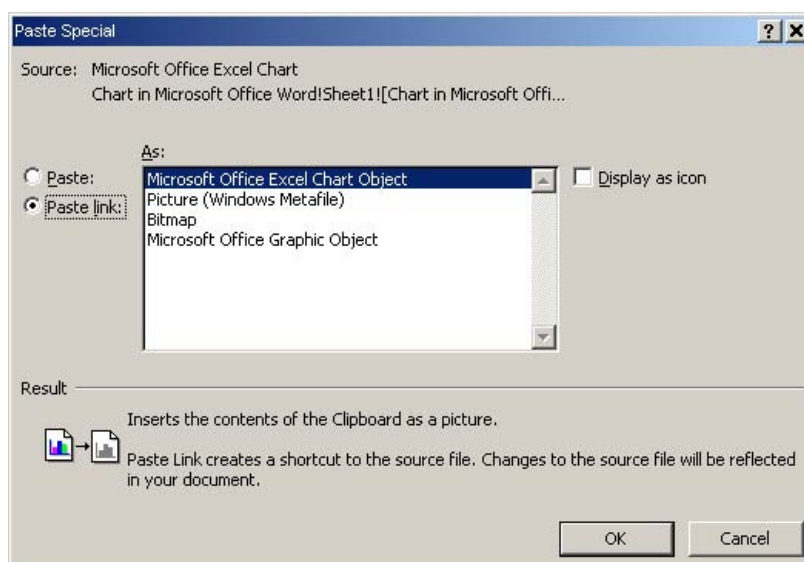 Paste Special
Source: Microsoft Office Excel Chart
Chart in Microsoft Office Word!Sheet1![Chart in Microsoft Offi...
As:
Paste:
Paste link:
Microsoft Office Excel Chart Object
Picture (Windows Metafile)
Bitmap
Microsoft Office Graphic Object
Display as icon
Result
Inserts the contents of the Clipboard as a picture.
Paste Link creates a shortcut to the source file. Changes to the source file will be reflected
in your document.
OK
Cancel